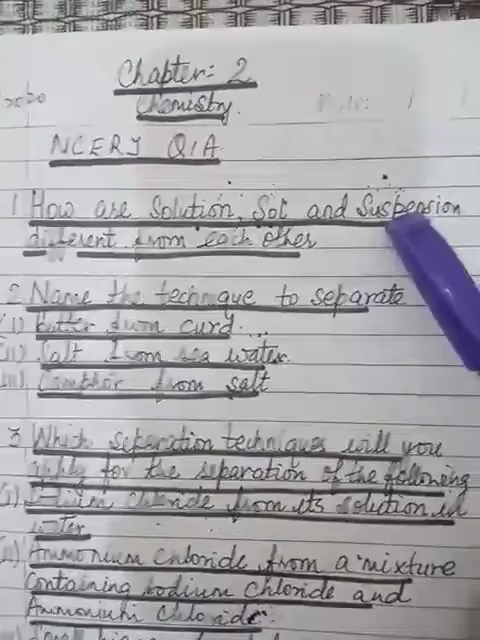 Chapter: 2
Chemistry.
NCERT Q1A
1 How are Solution, Sol and Suspension
different from each other
2 Name the technique to separate
(i) Butter from curd.
(ii) Salt from sea water.
(iii) Camphor from salt
3 Which separation techniques will you
apply for the separation of the following
(i) Sodium chloride from its solution in
water
(ii) Ammonium chloride from a mixture
containing sodium chloride and
Ammonium chloride.